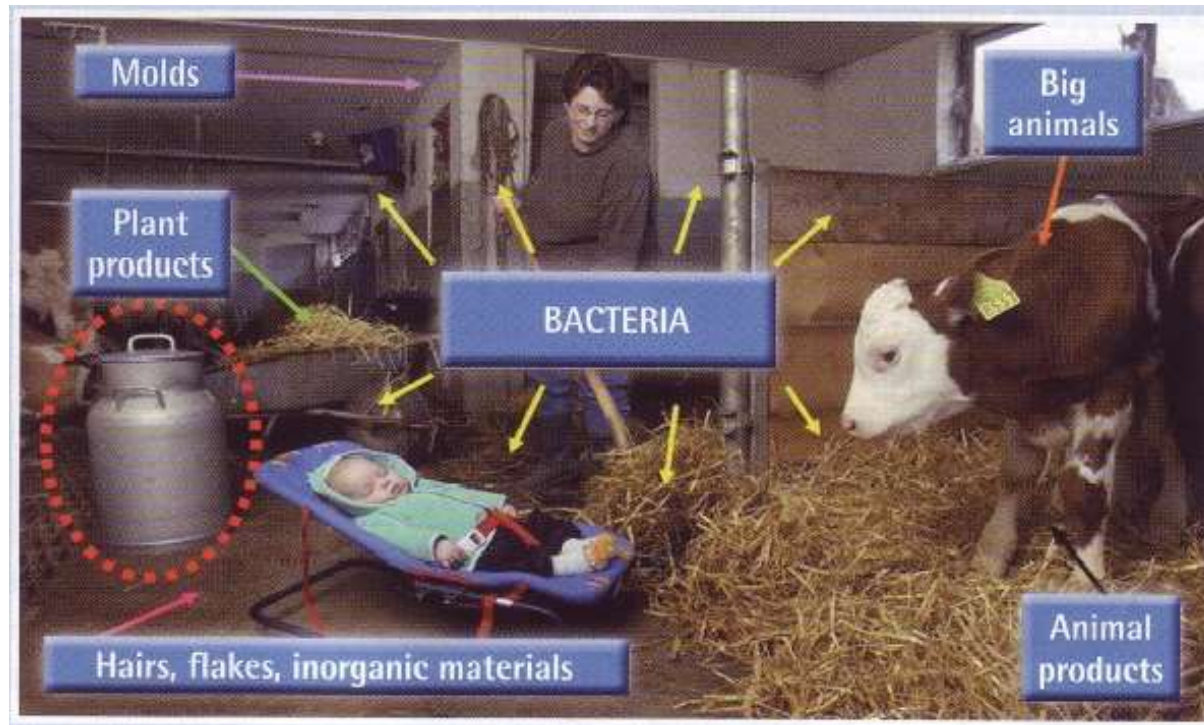 Molds
Big
animals
Plant
products
BACTERIA
Hairs, flakes, inorganic materials
Animal
products